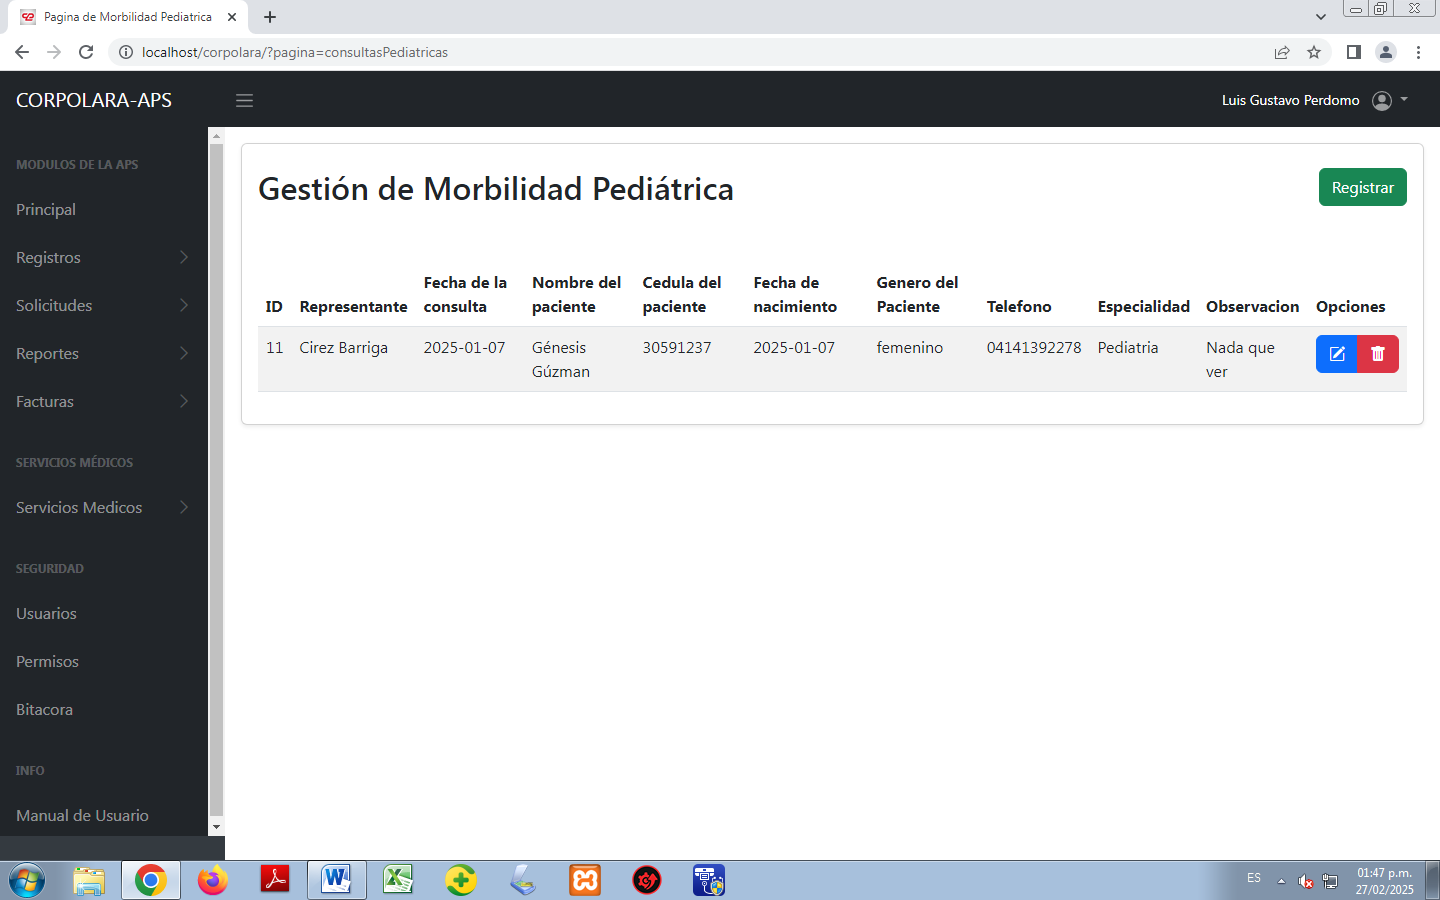 Pagina de Morbilidad Pediatrica
localhost/corpolara/?pagina=consultasPediatricas
CORPOLARA-APS
Luis Gustavo Perdomo
MODULOS DE LA APS
Principal
Registros
Solicitudes
Reportes
Facturas
SERVICIOS MÉDICOS
Servicios Medicos
SEGURIDAD
Usuarios
Permisos
Bitacora
INFO
Manual de Usuario
Gestión de Morbilidad Pediátrica
Registrar
ID Representante Fecha de la consulta Nombre del paciente Cedula del paciente Fecha de nacimiento Genero del Paciente Telefono Especialidad Observacion Opciones
11 Cirez Barriga 2025-01-07 Génesis Gúzman 30591237 2025-01-07 femenino 04141392278 Pediatria Nada que ver
ES
01:47 p.m.
27/02/2025